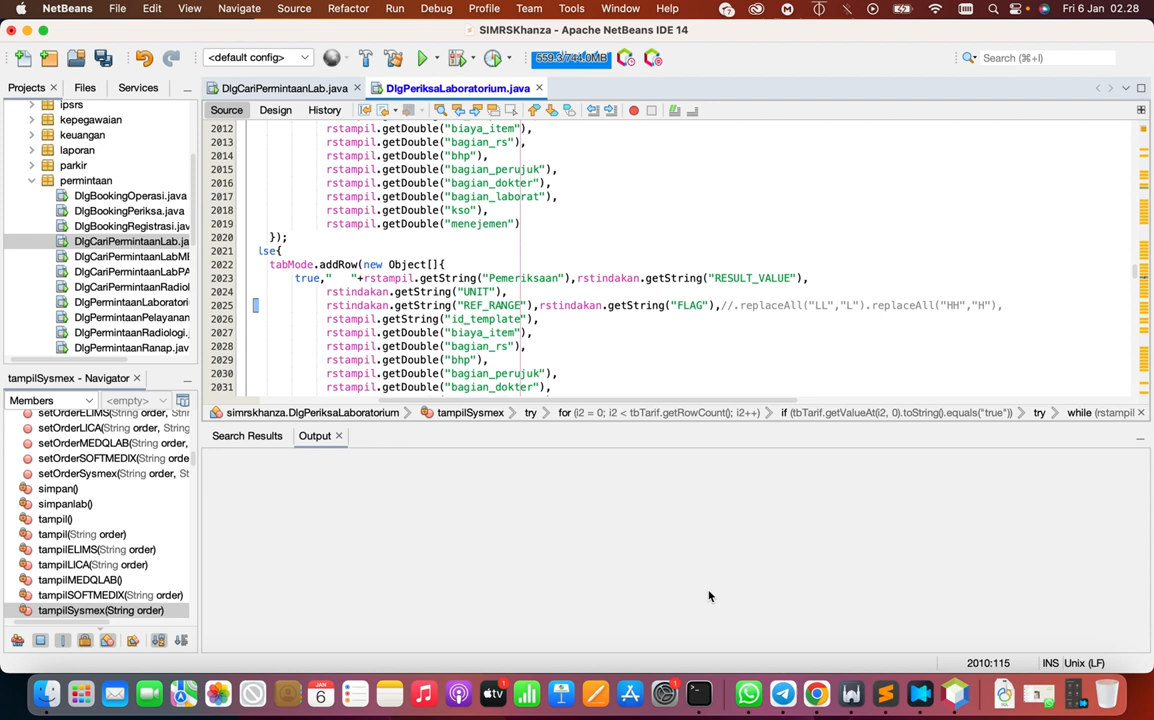 NetBeans File Edit View Navigate Source Refactor Run Debug Profile Team Tools Window Help Fri 6 Jan 02.28
SIMRSKhanza - Apache NetBeans IDE 14
<default config> 559.3/744.0MB Search (⌘+I)
Projects Files Services DlgCariPermintaanLab.java DlgPeriksaLaboratorium.java
Source Design History
ipsrs
kepegawaian
keuangan
laporan
parkir
permintaan
DlgBookingOperasi.java
DlgBookingPeriksa.java
DlgBookingRegistrasi.jav
DlgCariPermintaanLab.ja
DlgCariPermintaanLabME
DlgCariPermintaanLabPA
DlgCariPermintaanRadiol
DlgPermintaanLaboratori
DlgPermintaanPelayanan
DlgPermintaanRadiologi.
DlgPermintaanRanap.jav
2012 rstampil.getDouble("biaya_item"),
2013 rstampil.getDouble("bagian_rs"),
2014 rstampil.getDouble("bhp"),
2015 rstampil.getDouble("bagian_perujuk"),
2016 rstampil.getDouble("bagian_dokter"),
2017 rstampil.getDouble("bagian_laborat"),
2018 rstampil.getDouble("kso"),
2019 rstampil.getDouble("menejemen")
2020 });
2021 lse{
2022 tabMode.addRow(new Object[]{
2023 true,"   "+rstampil.getString("Pemeriksaan"),rstindakan.getString("RESULT_VALUE"),
2024 rstindakan.getString("UNIT"),
2025 rstindakan.getString("REF_RANGE"),rstindakan.getString("FLAG"),//.replaceAll("LL","L").replaceAll("HH","H"),
2026 rstampil.getString("id_template"),
2027 rstampil.getDouble("biaya_item"),
2028 rstampil.getDouble("bagian_rs"),
2029 rstampil.getDouble("bhp"),
2030 rstampil.getDouble("bagian_perujuk"),
2031 rstampil.getDouble("bagian_dokter"),
simrskhanza.DlgPeriksaLaboratorium tampilSysmex try for (i2 = 0; i2 < tbTarif.getRowCount(); i2++) if (tbTarif.getValueAt(i2, 0).toString().equals("true")) try while (rstampil
tampilSysmex - Navigator
Members <empty>
setOrderELIMS(String order, Strir
setOrderLICA(String order, String
setOrderMEDQLAB(String order,
setOrderSOFTMEDIX(String orde
setOrderSysmex(String order, St
simpan()
simpanlab()
tampil()
tampil(String order)
tampilELIMS(String order)
tampilLICA(String order)
tampilMEDQLAB()
tampilSOFTMEDIX(String order)
tampilSysmex(String order)
Search Results Output
2010:115 INS Unix (LF)
JAN
6
tv
1